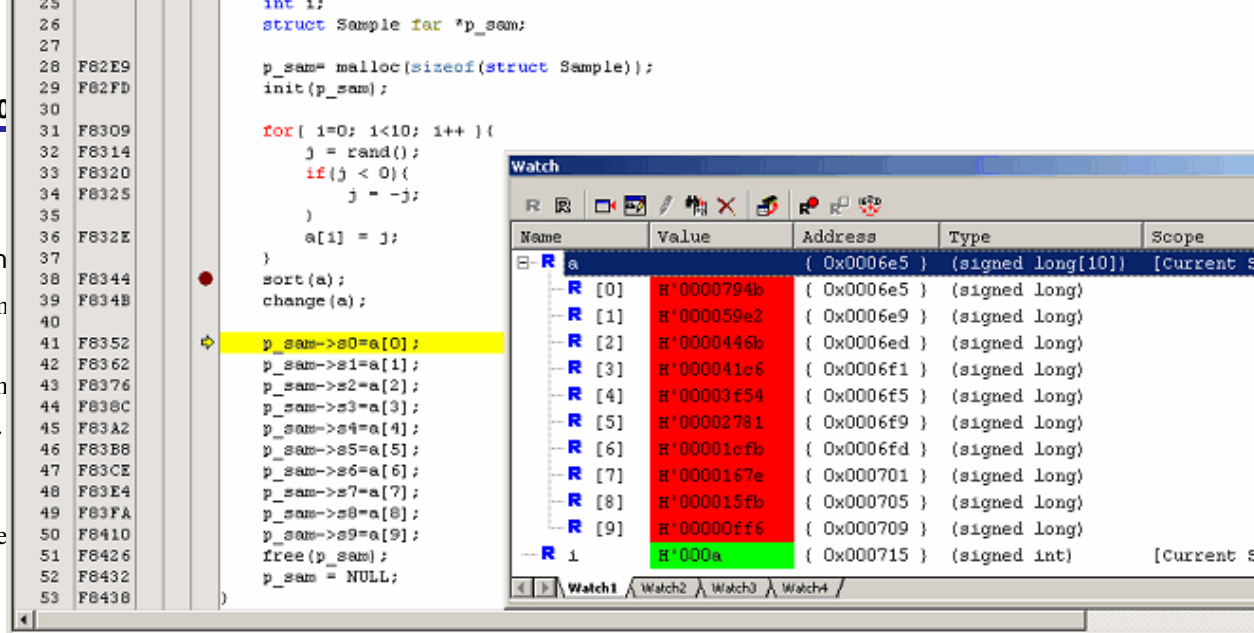 25 int i;
26 struct Sample far *p_sam;
27
28 F82E9 p_sam= malloc(sizeof(struct Sample));
29 F82FD init(p_sam);
30
31 F8309 for( i=0; i<10; i++ ){
32 F8314 j = rand();
33 F8320 if(j < 0){
34 F8325 j = -j;
35 }
36 F832E a[i] = j;
37 }
38 F8344 sort(a);
39 F834B change(a);
40
41 F8352 p_sam->s0=a[0];
42 F8362 p_sam->s1=a[1];
43 F8376 p_sam->s2=a[2];
44 F838C p_sam->s3=a[3];
45 F83A2 p_sam->s4=a[4];
46 F83B8 p_sam->s5=a[5];
47 F83CE p_sam->s6=a[6];
48 F83E4 p_sam->s7=a[7];
49 F83FA p_sam->s8=a[8];
50 F8410 p_sam->s9=a[9];
51 F8426 free(p_sam);
52 F8432 p_sam = NULL;
53 F8438 }
Watch
Name Value Address Type Scope
R a { 0x0006e5 } (signed long[10]) [Current S
R [0] H'0000794b { 0x0006e5 } (signed long)
R [1] H'000059e2 { 0x0006e9 } (signed long)
R [2] H'0000446b { 0x0006ed } (signed long)
R [3] H'000041c6 { 0x0006f1 } (signed long)
R [4] H'00003f54 { 0x0006f5 } (signed long)
R [5] H'00002781 { 0x0006f9 } (signed long)
R [6] H'00001cfb { 0x0006fd } (signed long)
R [7] H'0000167e { 0x000701 } (signed long)
R [8] H'000015fb { 0x000705 } (signed long)
R [9] H'00000ff6 { 0x000709 } (signed long)
R i H'000a { 0x000715 } (signed int) [Current S
Watch1 Watch2 Watch3 Watch4